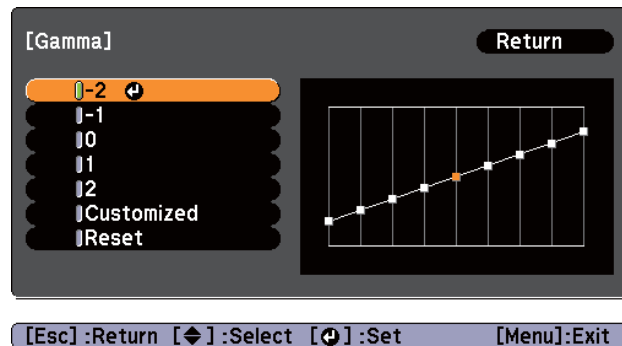 [Gamma]
Return
-2
-1
0
1
2
Customized
Reset
[Esc] :Return [◆] :Select [↵] :Set [Menu]:Exit